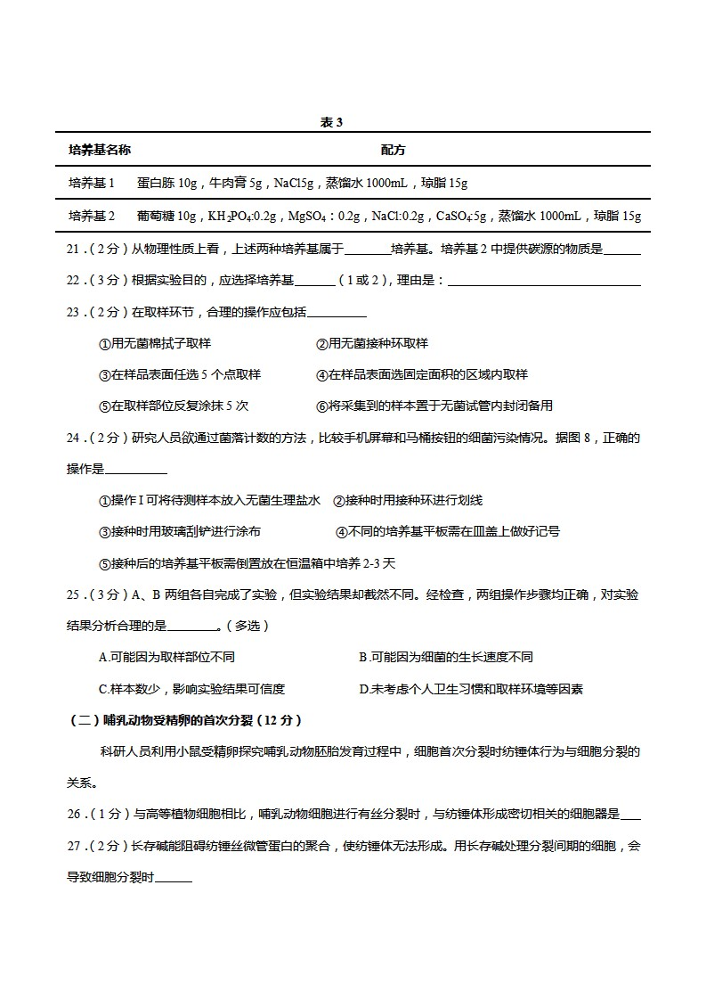 表 3
培养基名称 配方
培养基 1 蛋白胨 10g，牛肉膏 5g，NaCl5g，蒸馏水 1000mL，琼脂 15g
培养基 2 葡萄糖 10g，KH₂PO₄:0.2g，MgSO₄：0.2g，NaCl:0.2g，CaSO₄:5g，蒸馏水 1000mL，琼脂 15g
21．（2 分）从物理性质上看，上述两种培养基属于_______培养基。培养基 2 中提供碳源的物质是______
22．（3 分）根据实验目的，应选择培养基______（1 或 2），理由是：______________________________
23．（2 分）在取样环节，合理的操作应包括_________
①用无菌棉拭子取样 ②用无菌接种环取样
③在样品表面任选 5 个点取样 ④在样品表面选固定面积的区域内取样
⑤在取样部位反复涂抹 5 次 ⑥将采集到的样本置于无菌试管内封闭备用
24．（2 分）研究人员欲通过菌落计数的方法，比较手机屏幕和马桶按钮的细菌污染情况。据图 8，正确的
操作是__________
①操作 I 可将待测样本放入无菌生理盐水 ②接种时用接种环进行划线
③接种时用玻璃刮铲进行涂布 ④不同的培养基平板需在皿盖上做好记号
⑤接种后的培养基平板需倒置放在恒温箱中培养 2-3 天
25．（3 分）A、B 两组各自完成了实验，但实验结果却截然不同。经检查，两组操作步骤均正确，对实验
结果分析合理的是________。（多选）
A.可能因为取样部位不同 B.可能因为细菌的生长速度不同
C.样本数少，影响实验结果可信度 D.未考虑个人卫生习惯和取样环境等因素
（二）哺乳动物受精卵的首次分裂（12 分）
科研人员利用小鼠受精卵探究哺乳动物胚胎发育过程中，细胞首次分裂时纺锤体行为与细胞分裂的
关系。
26．（1 分）与高等植物细胞相比，哺乳动物细胞进行有丝分裂时，与纺锤体形成密切相关的细胞器是___
27．（2 分）长存碱能阻碍纺锤丝微管蛋白的聚合，使纺锤体无法形成。用长存碱处理分裂间期的细胞，会
导致细胞分裂时______